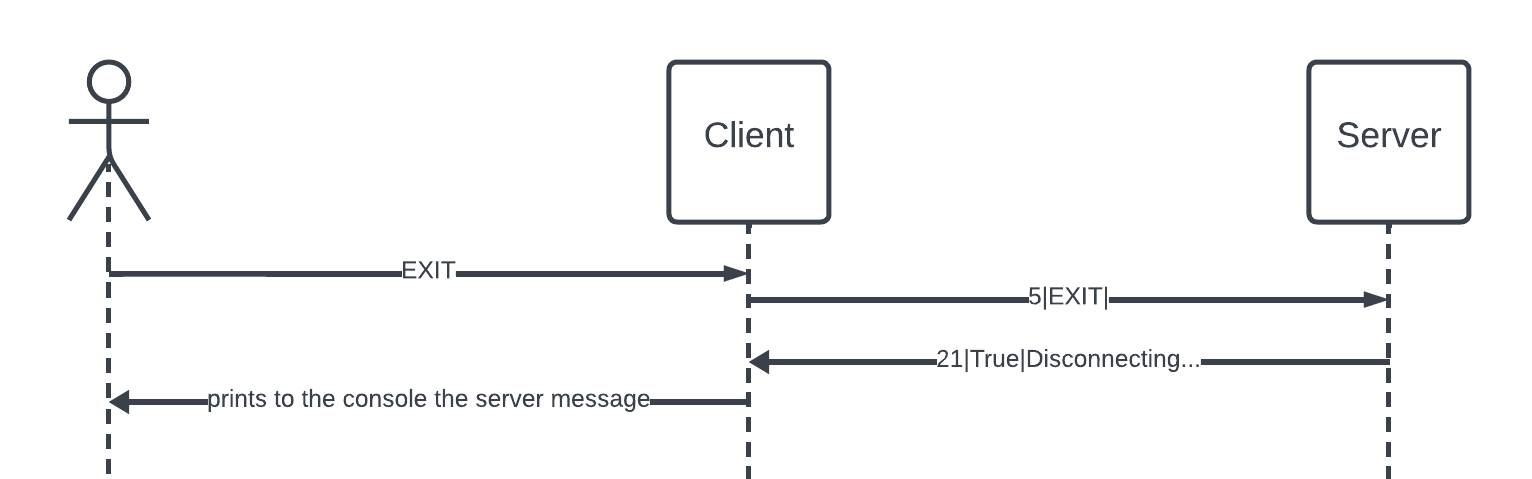 Client
Server
EXIT
5|EXIT|
21|True|Disconnecting...
prints to the console the server message